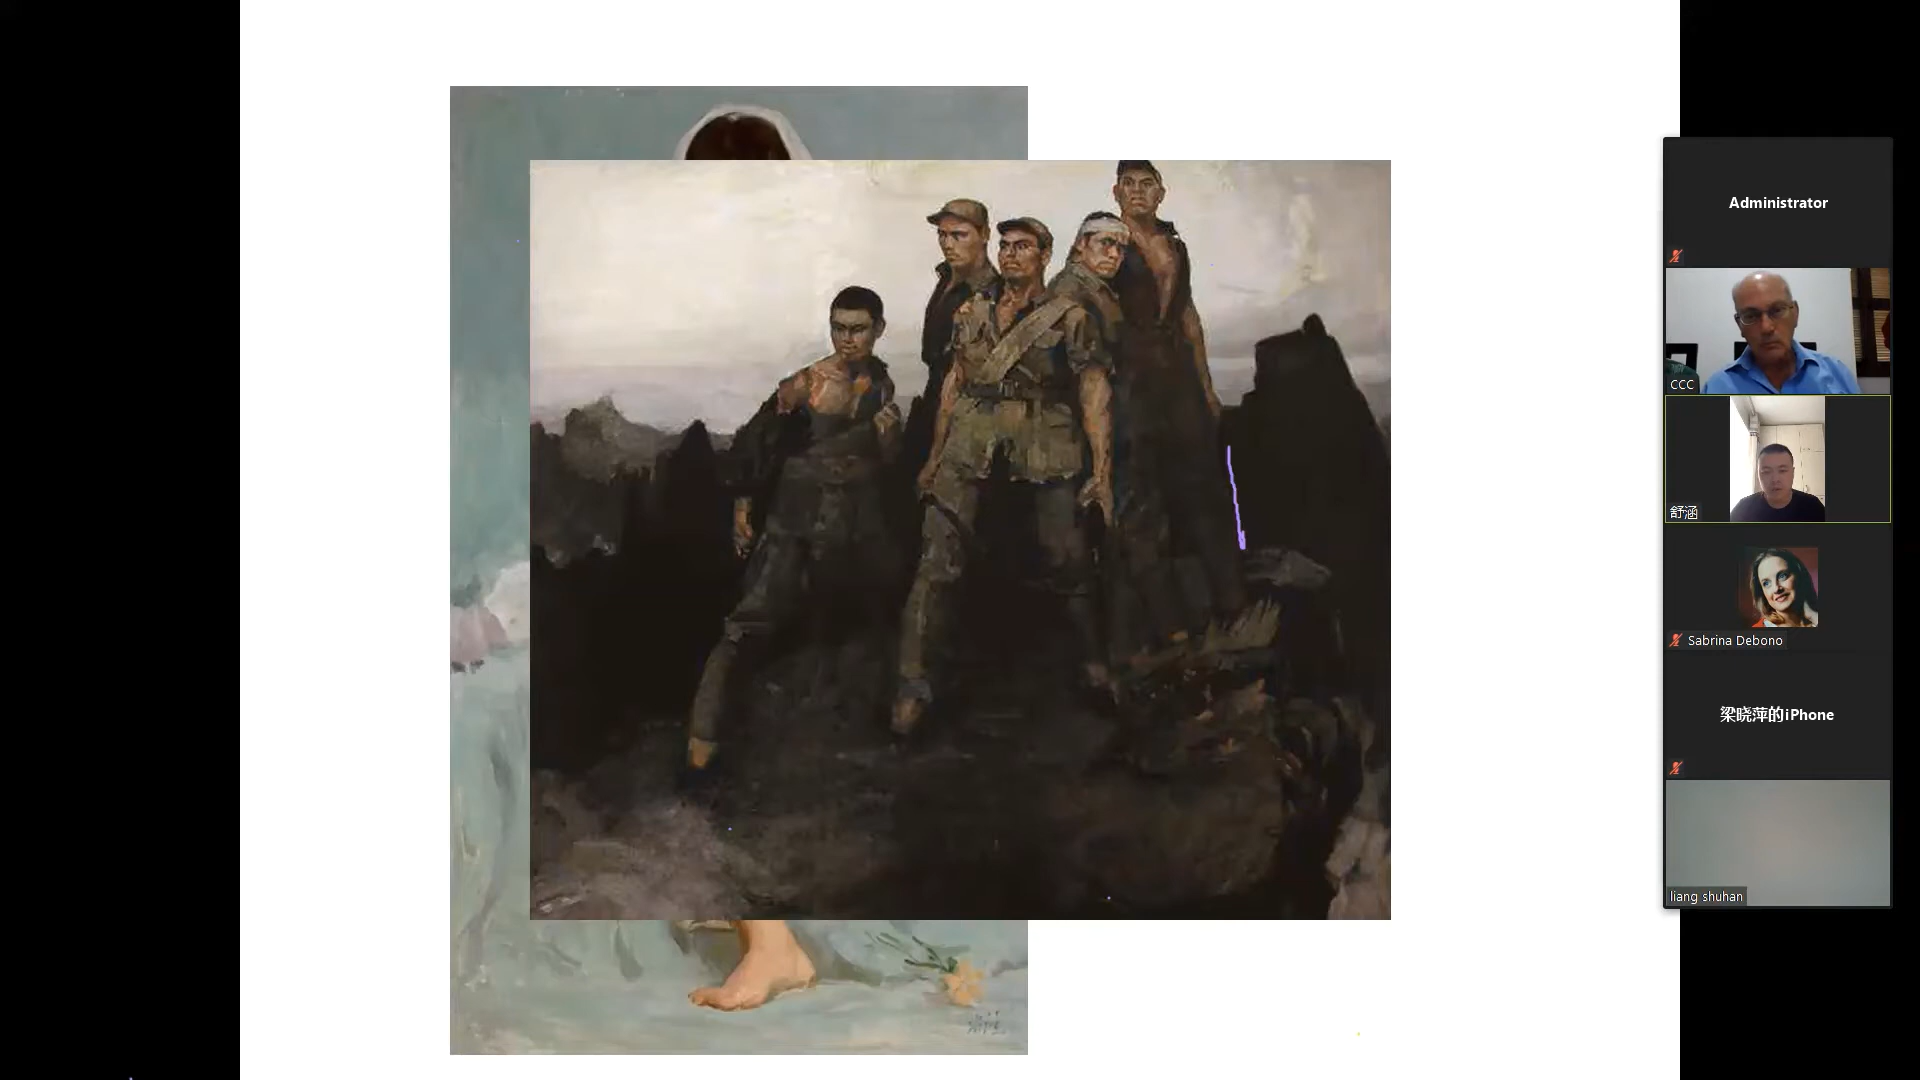 Administrator
CCC
舒涵
Sabrina Debono
梁晓萍的iPhone
liang shuhan